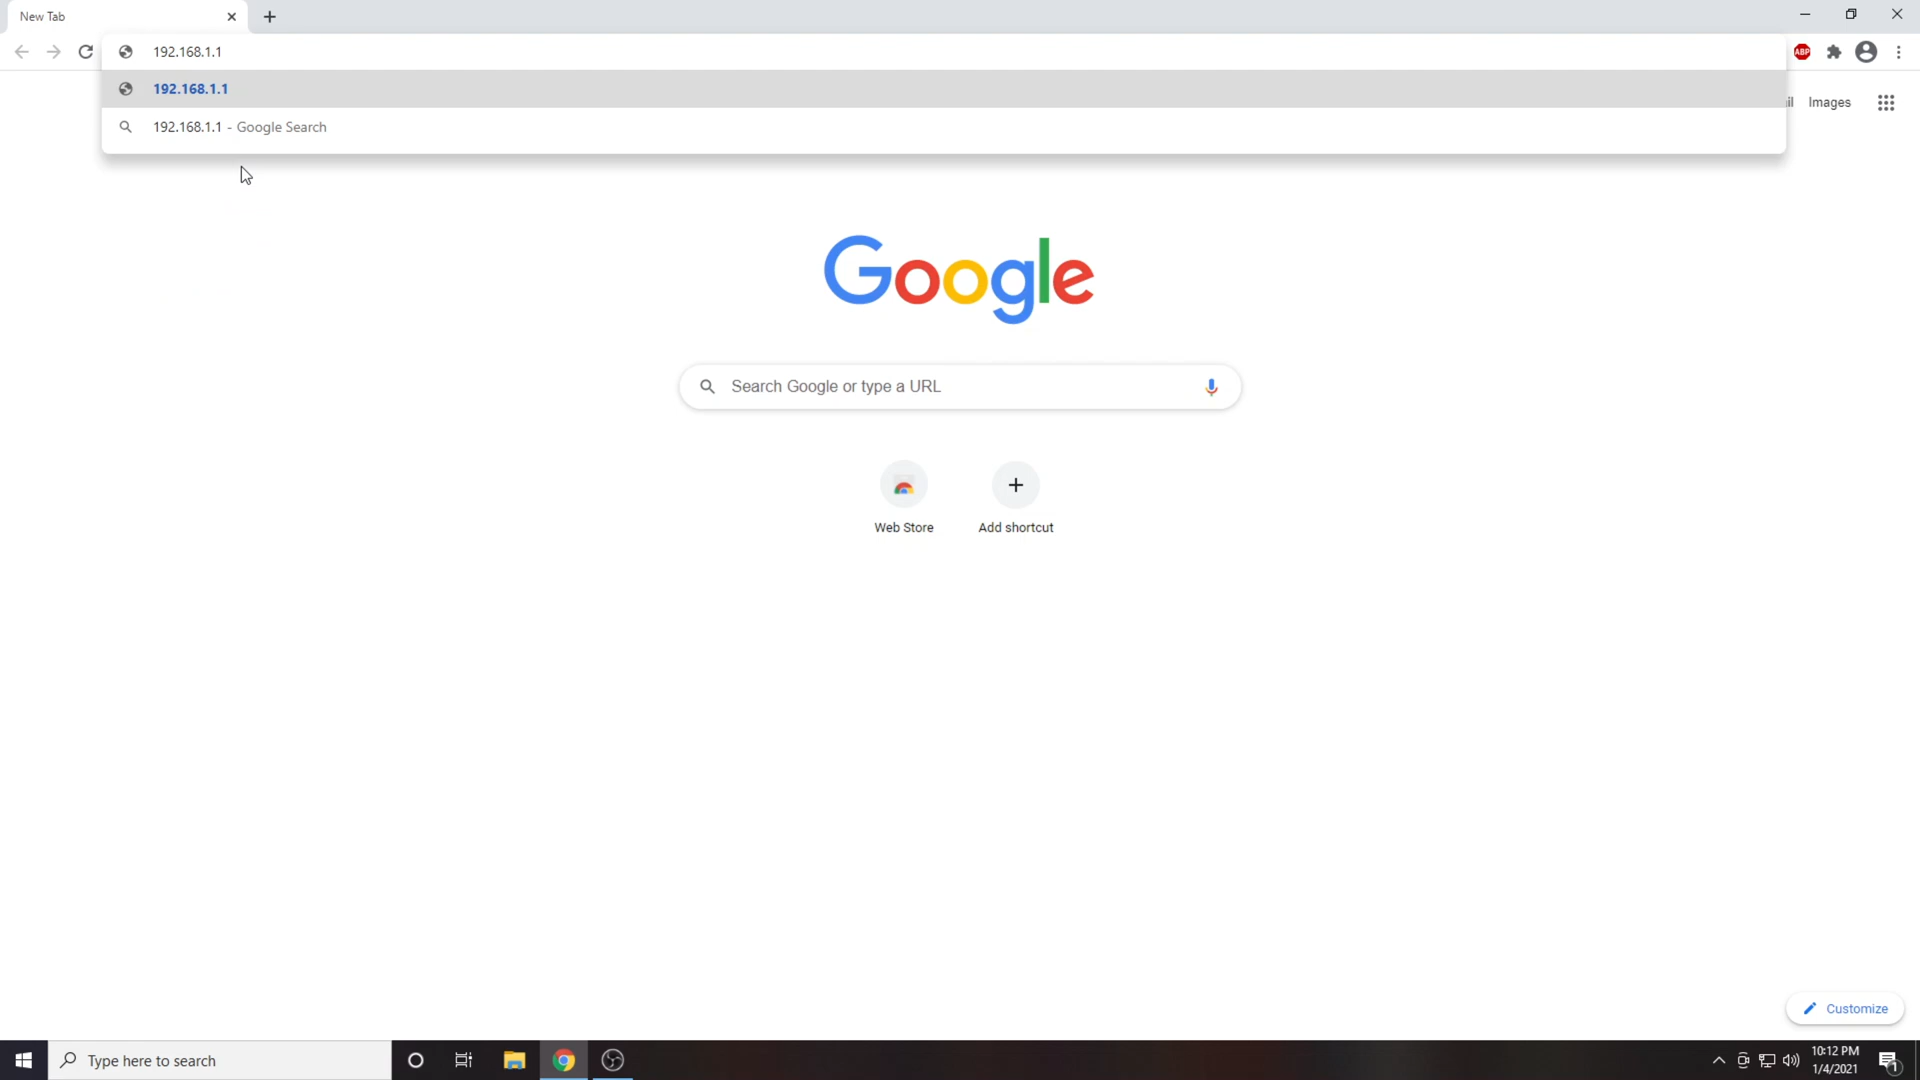 New Tab
192.168.1.1
192.168.1.1
192.168.1.1 - Google Search
ABP
Images
Google
Search Google or type a URL
Web Store
Add shortcut
Customize
Type here to search
10:12 PM
1/4/2021
1